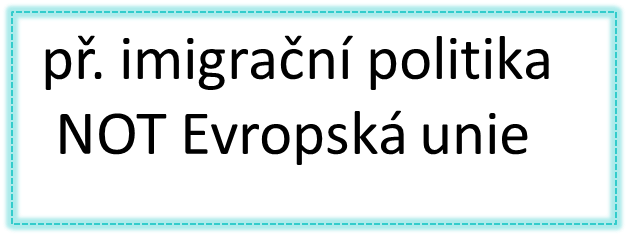 př. imigrační politika
NOT Evropská unie